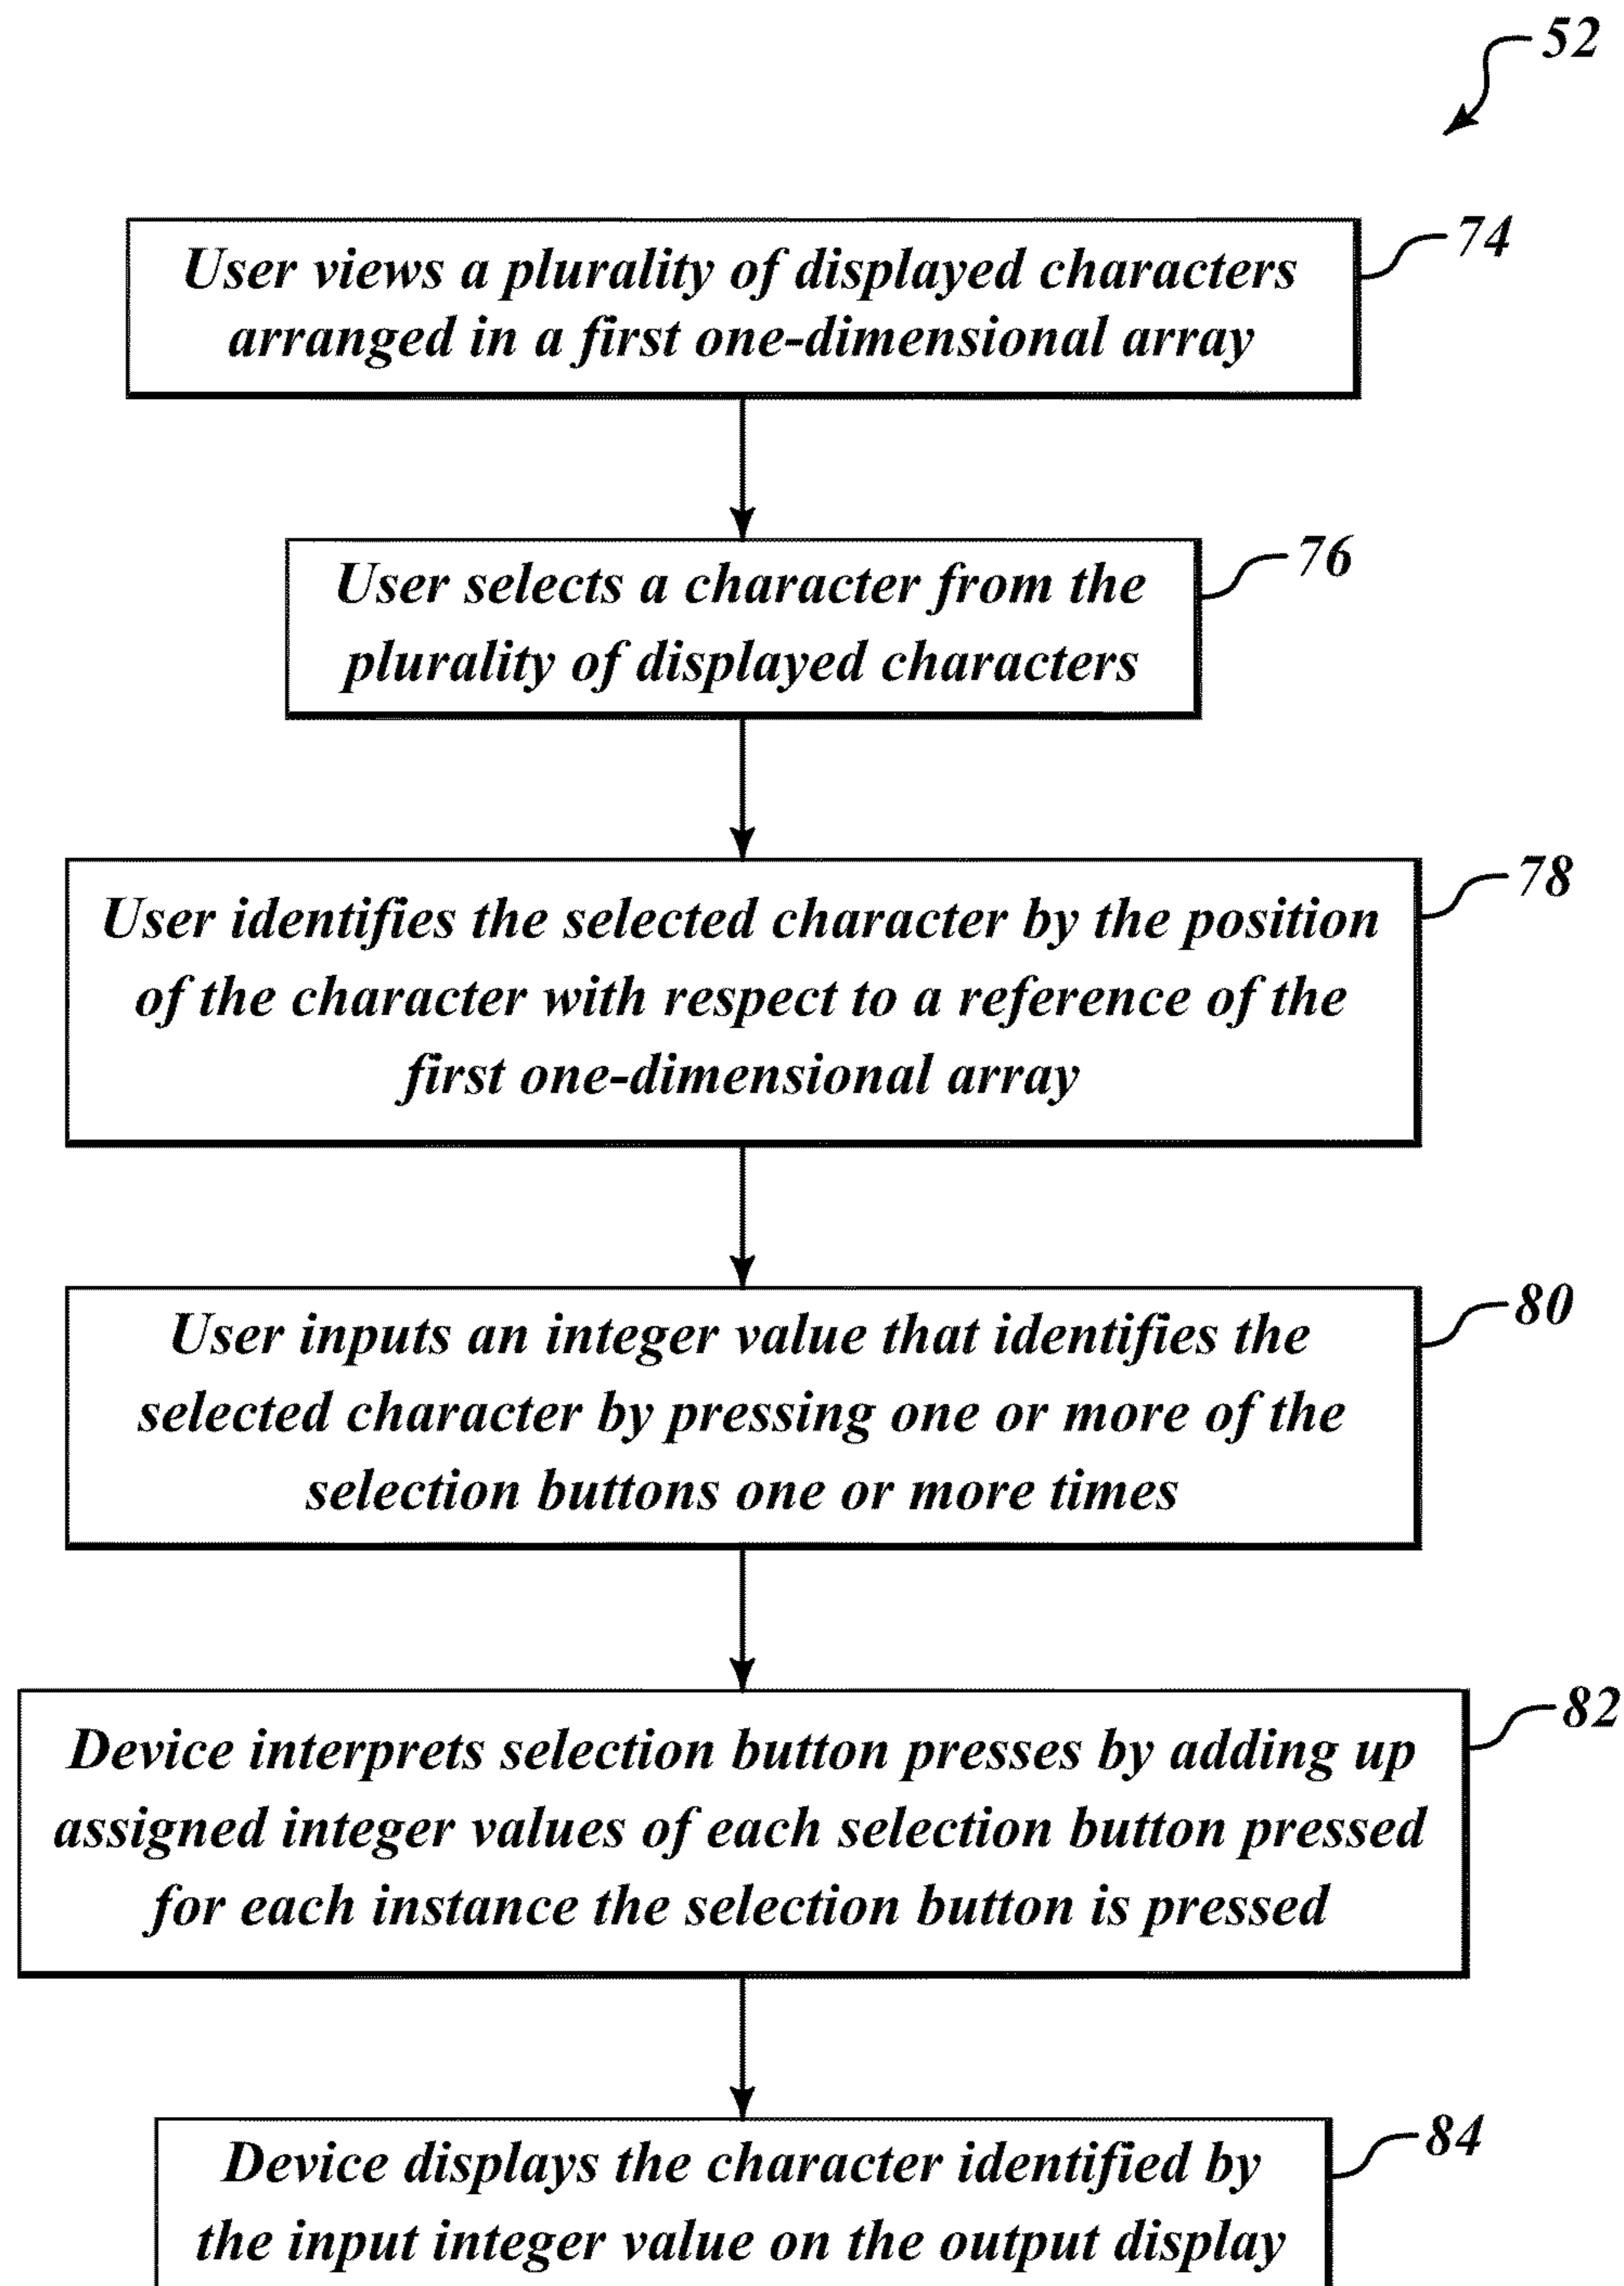 52
User views a plurality of displayed characters
arranged in a first one-dimensional array
74
User selects a character from the
plurality of displayed characters
76
User identifies the selected character by the position
of the character with respect to a reference of the
first one-dimensional array
78
User inputs an integer value that identifies the
selected character by pressing one or more of the
selection buttons one or more times
80
Device interprets selection button presses by adding up
assigned integer values of each selection button pressed
for each instance the selection button is pressed
82
Device displays the character identified by
the input integer value on the output display
84